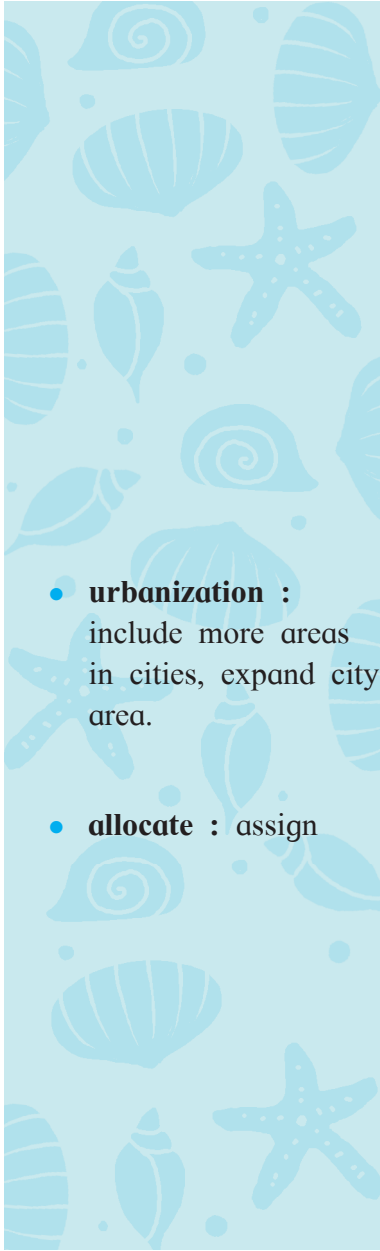 • urbanization :
include more areas
in cities, expand city
area.
• allocate : assign